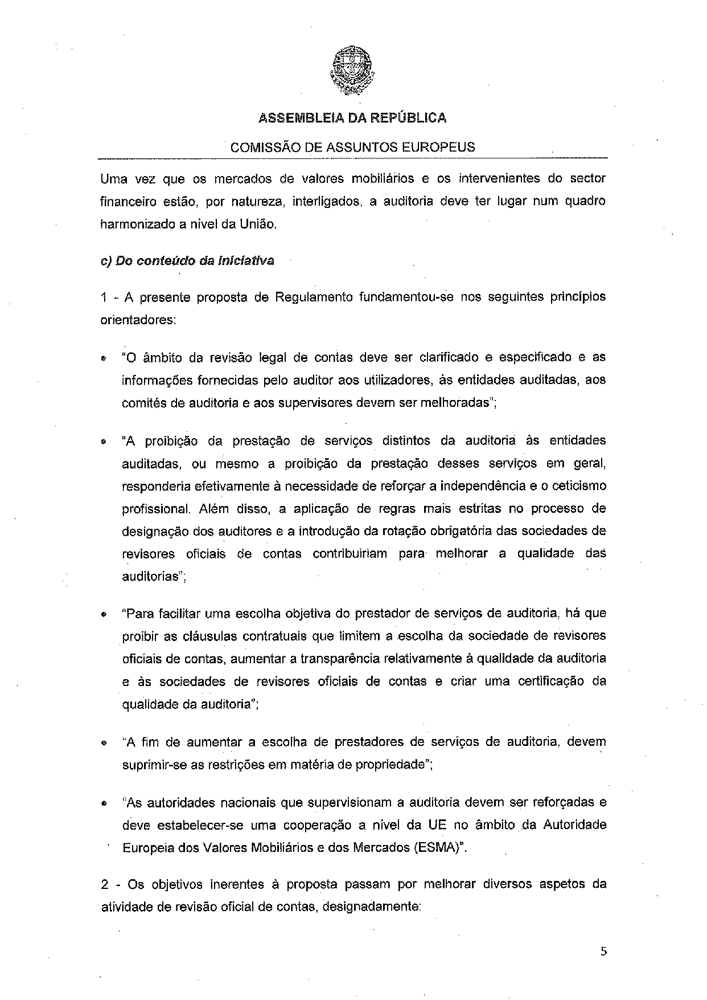 ASSEMBLEIA DA REPÚBLICA
COMISSÃO DE ASSUNTOS EUROPEUS
Uma vez que os mercados de valores mobiliários e os intervenientes do sector
financeiro estão, por natureza, interligados, a auditoria deve ter lugar num quadro
harmonizado a nível da União.
c) Do conteúdo da iniciativa
1 - A presente proposta de Regulamento fundamentou-se nos seguintes princípios
orientadores:
• "O âmbito da revisão legal de contas deve ser clarificado e especificado e as
informações fornecidas pelo auditor aos utilizadores, às entidades auditadas, aos
comités de auditoria e aos supervisores devem ser melhoradas";
• "A proibição da prestação de serviços distintos da auditoria às entidades
auditadas, ou mesmo a proibição da prestação desses serviços em geral,
responderia efetivamente à necessidade de reforçar a independência e o ceticismo
profissional. Além disso, a aplicação de regras mais estritas no processo de
designação dos auditores e a introdução da rotação obrigatória das sociedades de
revisores oficiais de contas contribuiriam para melhorar a qualidade das
auditorias";
• "Para facilitar uma escolha objetiva do prestador de serviços de auditoria, há que
proibir as cláusulas contratuais que limitem a escolha da sociedade de revisores
oficiais de contas, aumentar a transparência relativamente à qualidade da auditoria
e às sociedades de revisores oficiais de contas e criar uma certificação da
qualidade da auditoria";
• "A fim de aumentar a escolha de prestadores de serviços de auditoria, devem
suprimir-se as restrições em matéria de propriedade";
• "As autoridades nacionais que supervisionam a auditoria devem ser reforçadas e
deve estabelecer-se uma cooperação a nível da UE no âmbito da Autoridade
Europeia dos Valores Mobiliários e dos Mercados (ESMA)".
2 - Os objetivos inerentes à proposta passam por melhorar diversos aspetos da
atividade de revisão oficial de contas, designadamente:
5